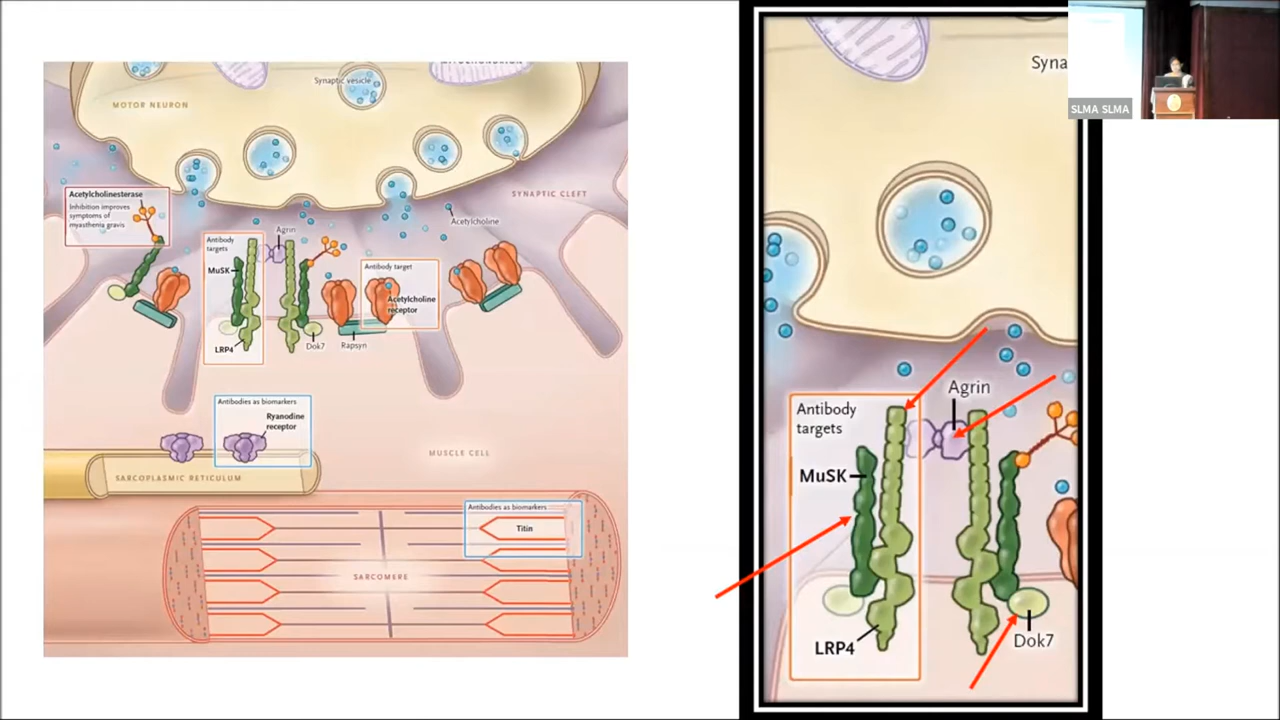 Synaptic vesicle
MOTOR NEURON
SYNAPTIC CLEFT
Acetylcholinesterase
Inhibition improves
symptoms of
myasthenia gravis
Acetylcholine
Agrin
Antibody
targets
MuSK
LRP4
Dok7
Rapsyn
Antibody target
Acetylcholine
receptor
Antibodies as biomarkers
Ryanodine
receptor
MUSCLE CELL
SARCOPLASMIC RETICULUM
Antibodies as biomarkers
Titin
SARCOMERE
Syna
Agrin
Antibody
targets
MuSK
LRP4
Dok7
SLMA SLMA